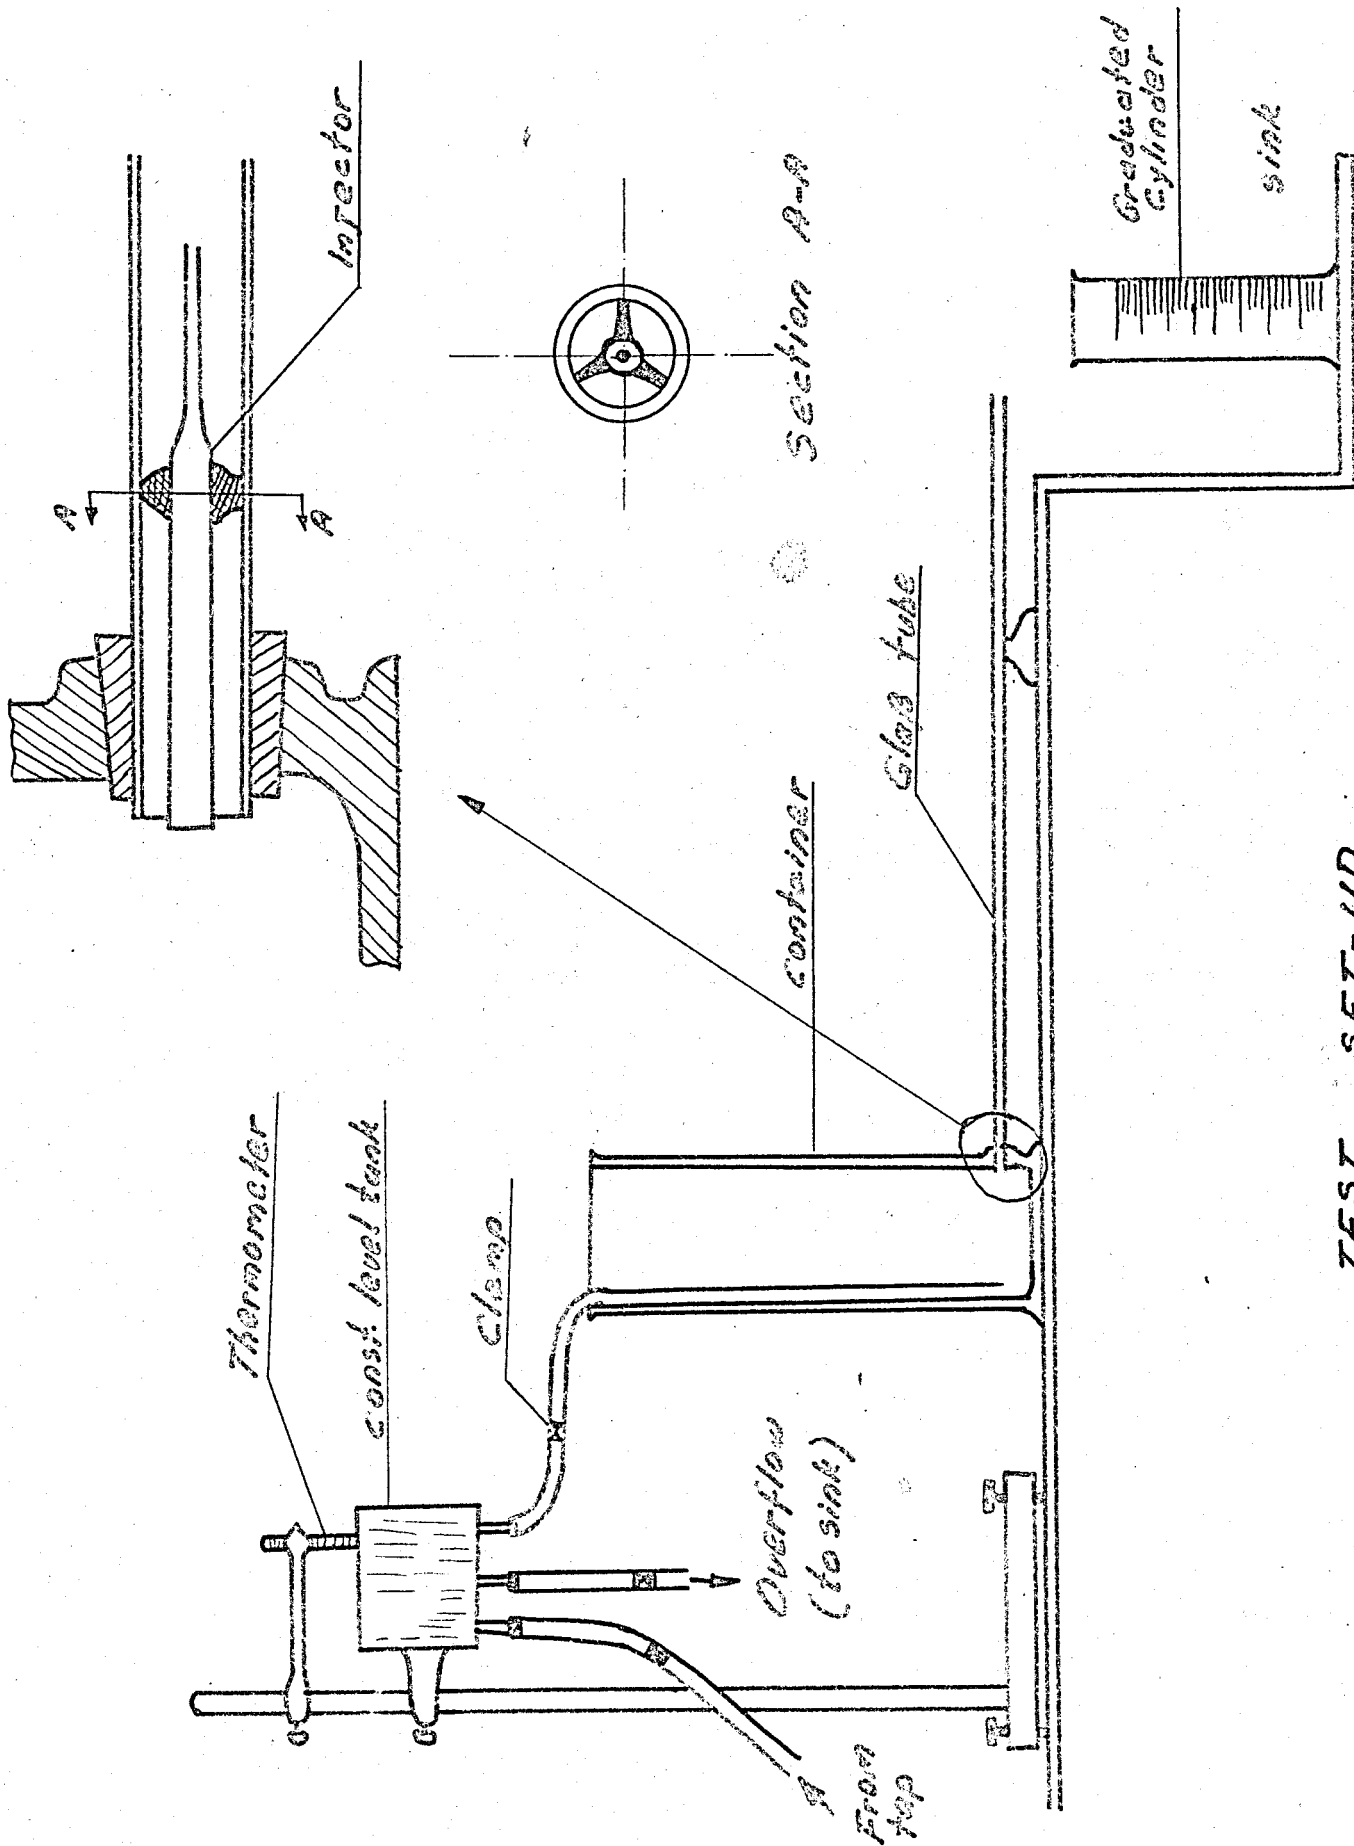 A
A
Injector
Section A-A
Thermometer
const. level tank
Clamp
container
Glaß tube
Graduated
Cylinder
sink
Overflow
(to sink)
From
tap
TEST SET-UP